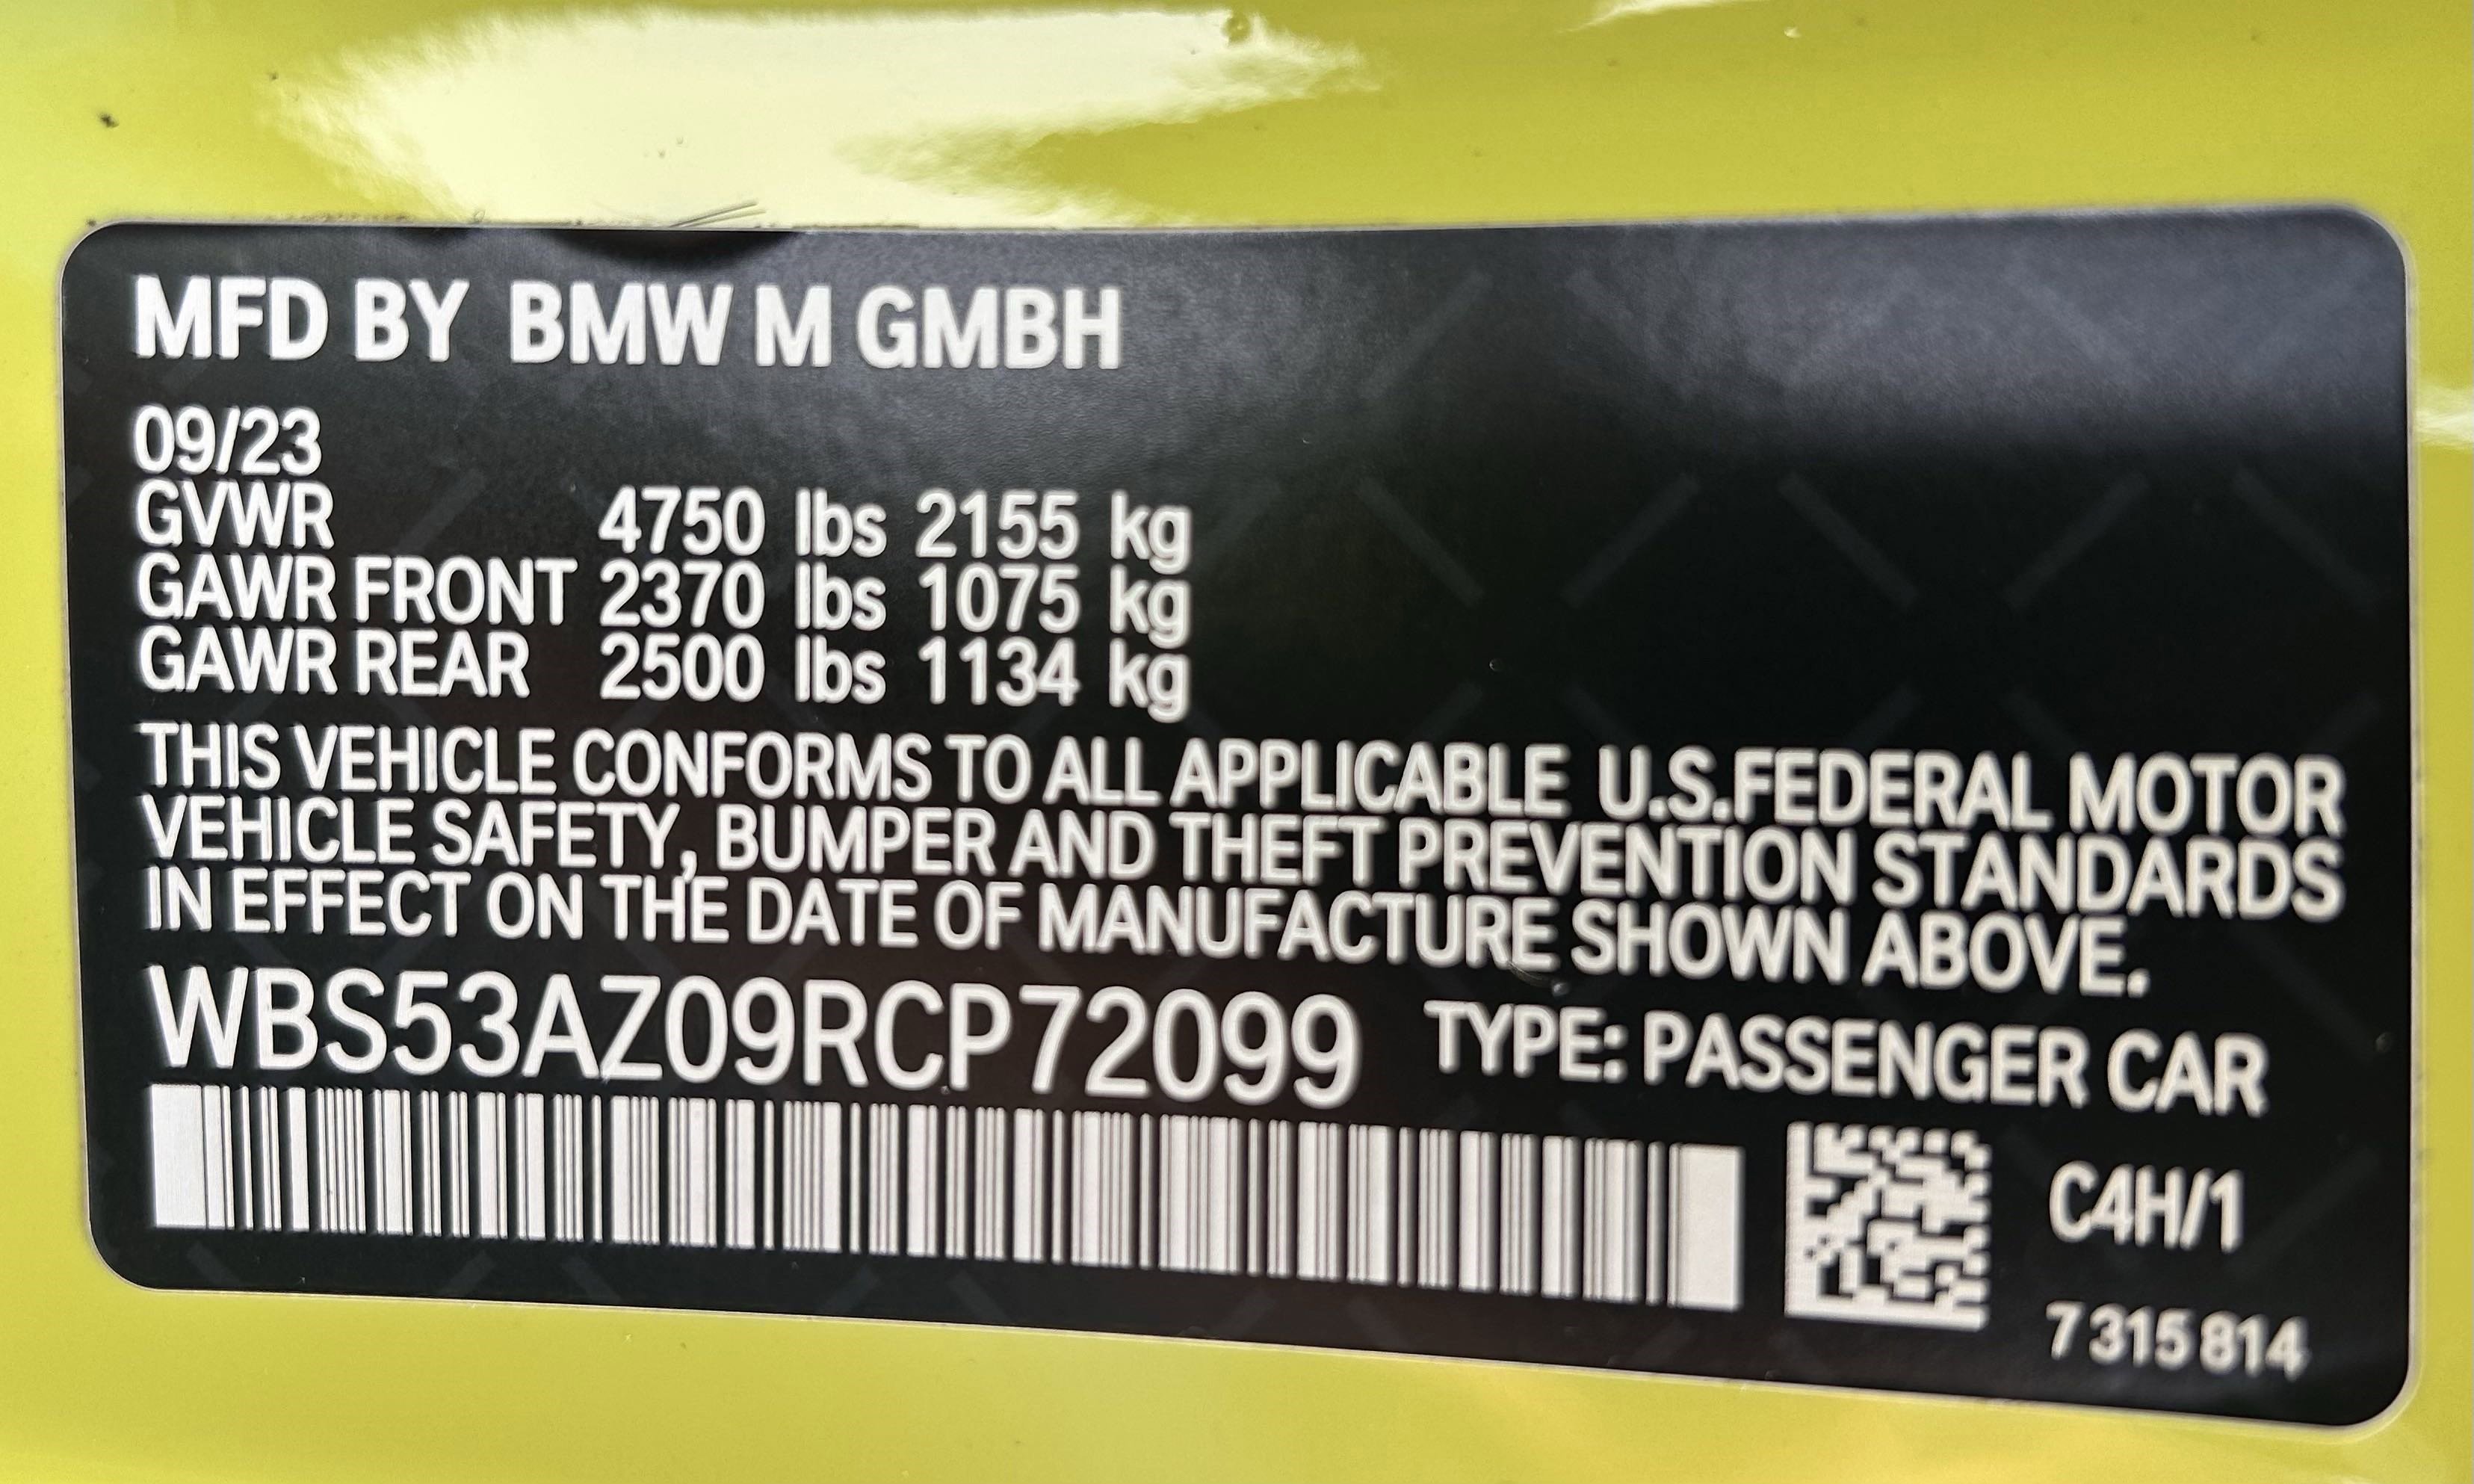 MFD BY BMW M GMBH
09/23
GVWR 4750 lbs 2155 kg
GAWR FRONT 2370 lbs 1075 kg
GAWR REAR 2500 lbs 1134 kg
THIS VEHICLE CONFORMS TO ALL APPLICABLE U.S.FEDERAL MOTOR
VEHICLE SAFETY, BUMPER AND THEFT PREVENTION STANDARDS
IN EFFECT ON THE DATE OF MANUFACTURE SHOWN ABOVE.
WBS53AZ09RCP72099 TYPE: PASSENGER CAR
C4H/1
7 315 814